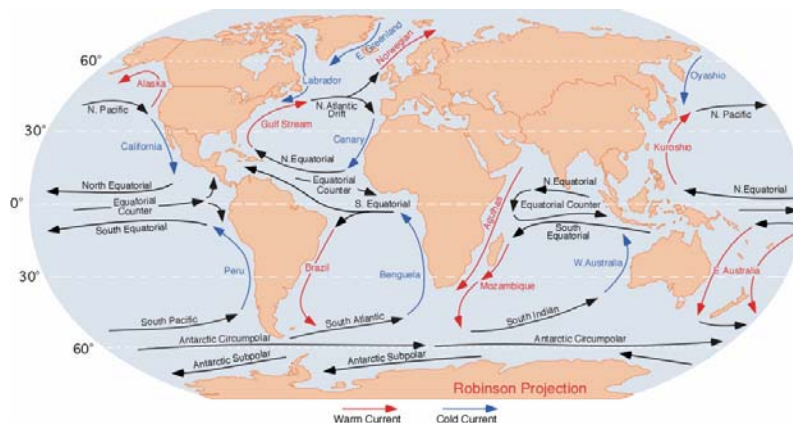 60°
E. Greenland
Norwegian
Labrador
Oyashio
Alaska
N. Pacific
N. Atlantic
Drift
N. Pacific
Gulf Stream
30°
California
Canary
Kuroshio
N. Equatorial
North Equatorial
Equatorial
Counter
N. Equatorial
N. Equatorial
0°
Equatorial
Counter
S. Equatorial
Equatorial Counter
Agulhas
South Equatorial
South
Equatorial
30°
Peru
Brazil
Benguela
Mozambique
W. Australia
E. Australia
South Pacific
South Atlantic
South Indian
Antarctic Circumpolar
Antarctic Circumpolar
60°
Antarctic Subpolar
Antarctic Subpolar
Robinson Projection
Warm Current
Cold Current